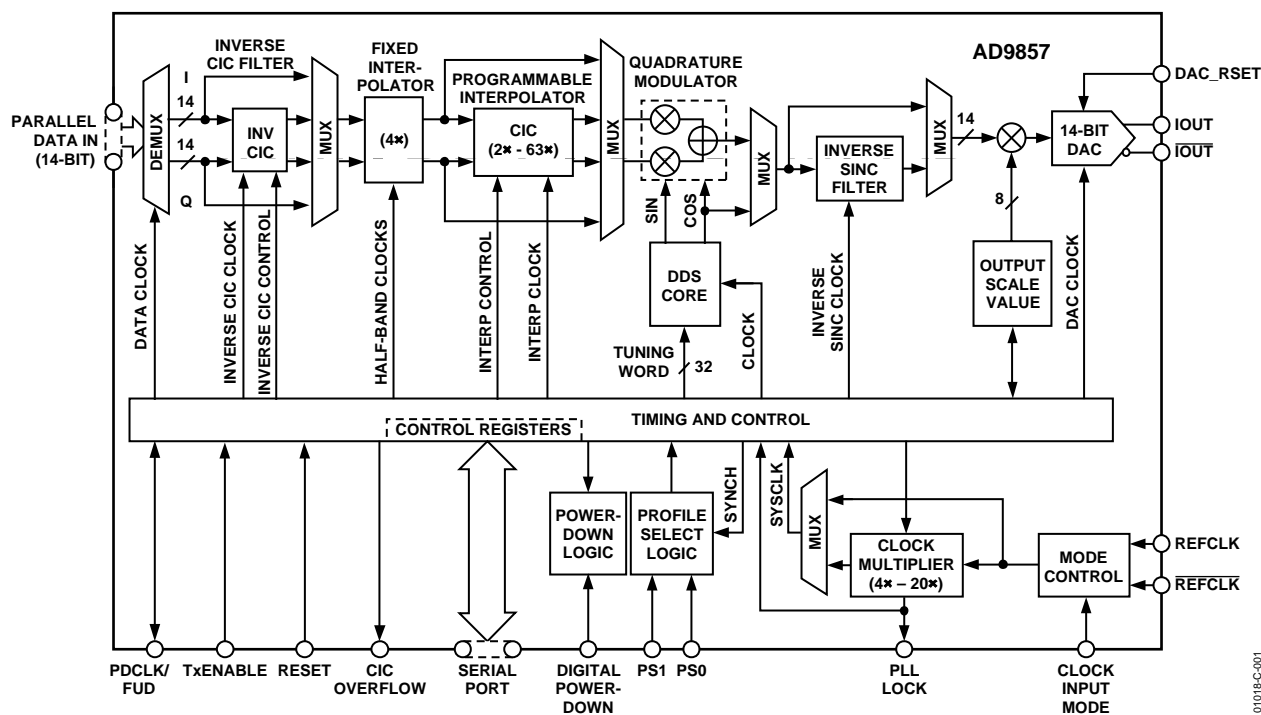 AD9857
INVERSE
CIC FILTER
FIXED
INTER-
POLATOR
PROGRAMMABLE
INTERPOLATOR
QUADRATURE
MODULATOR
DAC_RSET
PARALLEL
DATA IN
(14-BIT)
DEMUX
I
14
14
Q
INV
CIC
MUX
(4×)
CIC
(2× - 63×)
MUX
MUX
INVERSE
SINC
FILTER
MUX
14
14-BIT
DAC
IOUT
IOUT
8
SIN
COS
DDS
CORE
OUTPUT
SCALE
VALUE
DATA CLOCK
INVERSE CIC CLOCK
INVERSE CIC CONTROL
HALF-BAND CLOCKS
INTERP CONTROL
INTERP CLOCK
TUNING
WORD
32
CLOCK
INVERSE
SINC CLOCK
DAC CLOCK
TIMING AND CONTROL
CONTROL REGISTERS
POWER-
DOWN
LOGIC
PROFILE
SELECT
LOGIC
SYNCH
SYSCLK
MUX
CLOCK
MULTIPLIER
(4× – 20×)
MODE
CONTROL
REFCLK
REFCLK
PDCLK/
FUD
TxENABLE
RESET
CIC
OVERFLOW
SERIAL
PORT
DIGITAL
POWER-
DOWN
PS1
PS0
PLL
LOCK
CLOCK
INPUT
MODE
01018-C-001